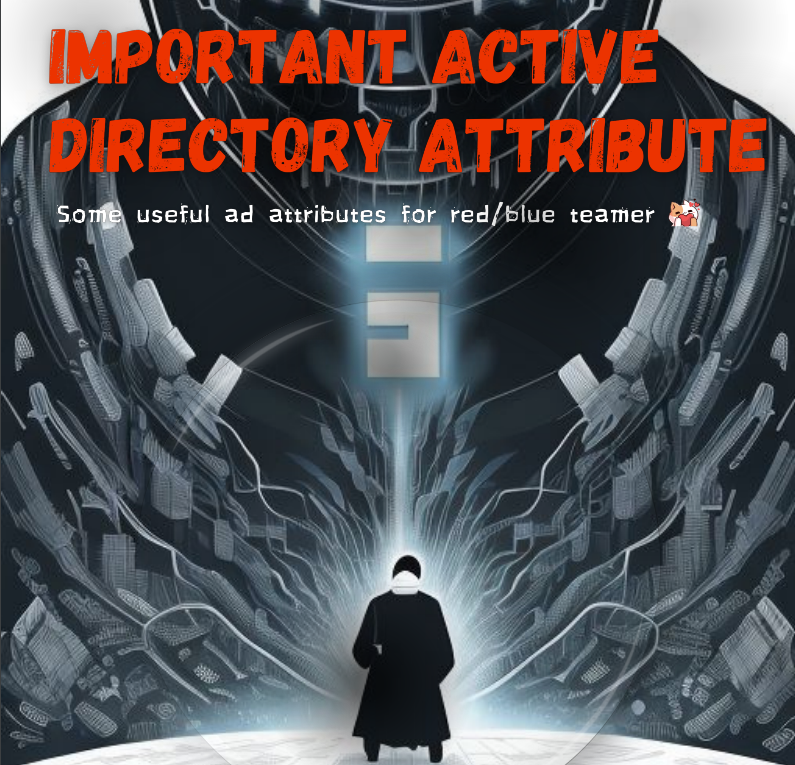 IMPORTANT ACTIVE
DIRECTORY ATTRIBUTE
Some useful ad attributes for red/blue teamer